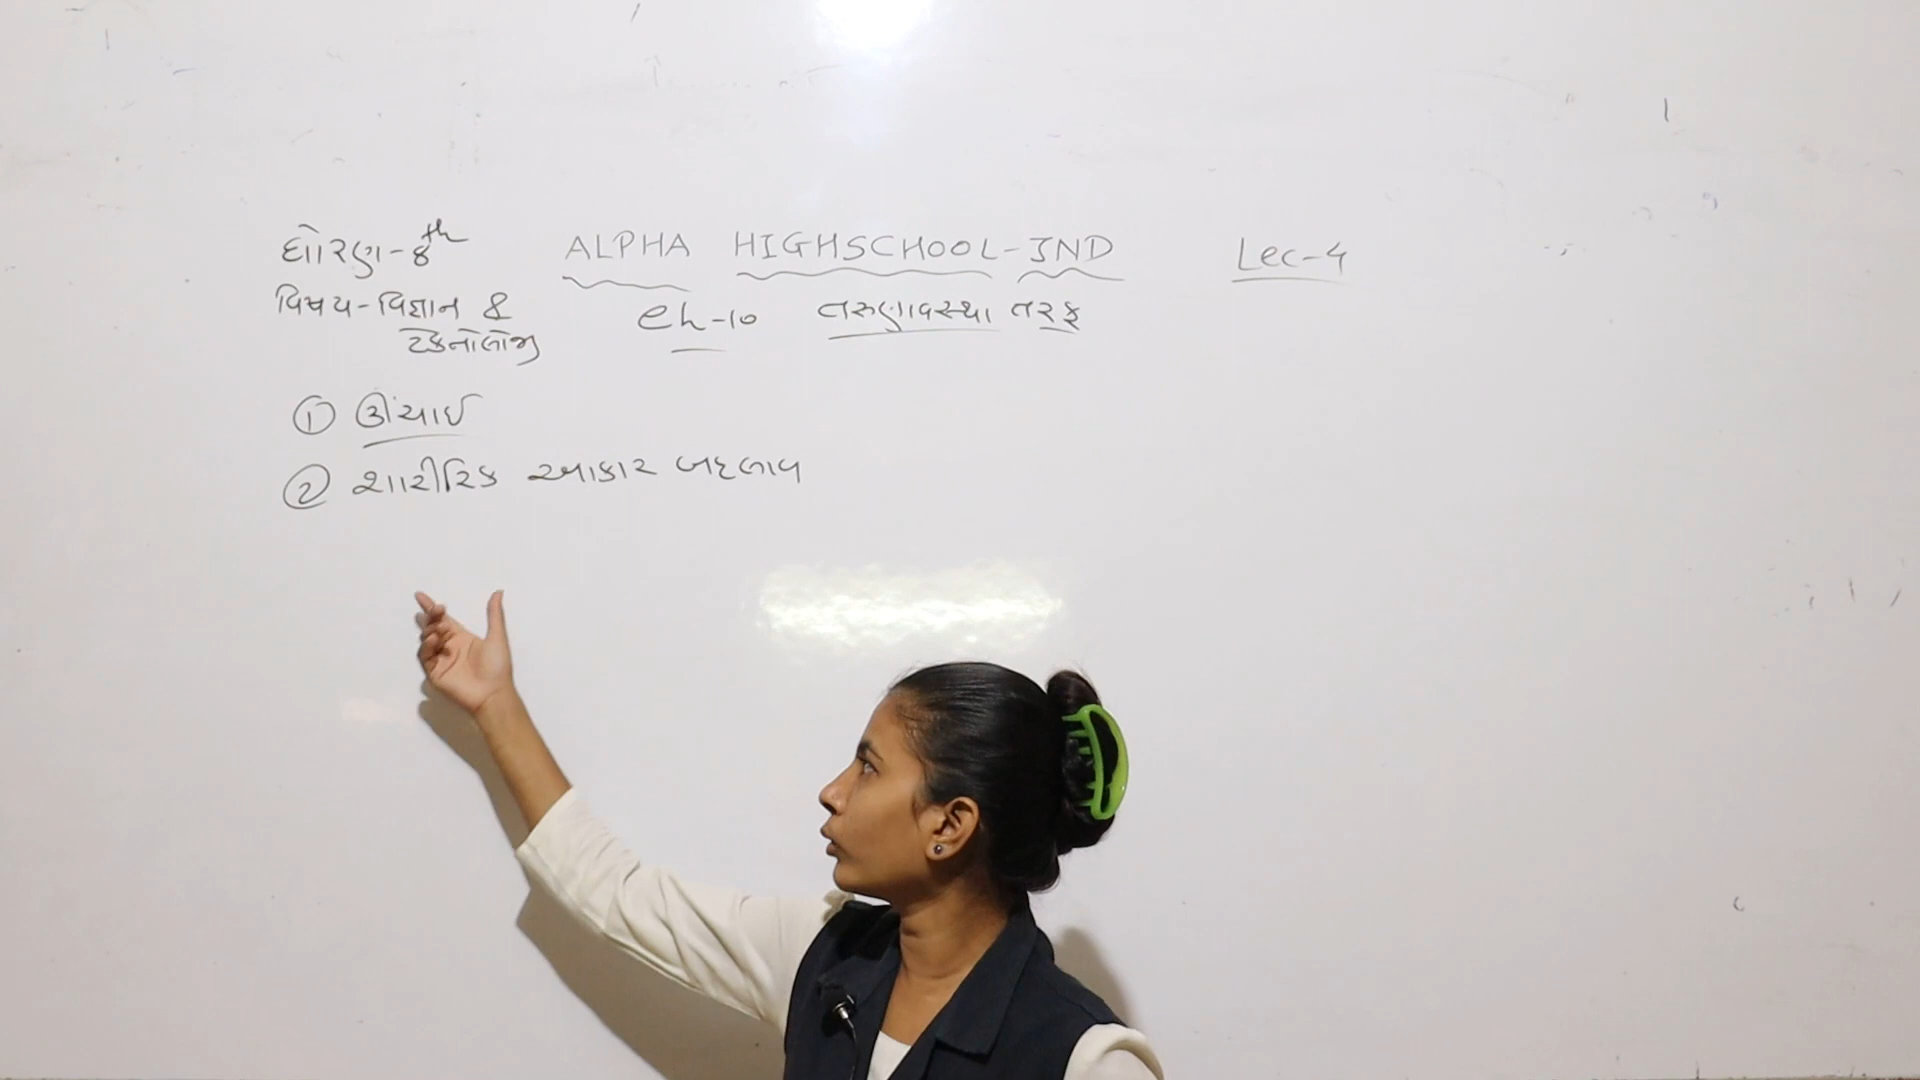 ધોરણ-8th ALPHA HIGHSCHOOL-JND Lec-4
વિષય-વિજ્ઞાન & ch-10 તરુણાવસ્થા તરફ
ટેકનોલોજી
① ઊંચાઈ
② શારીરિક આકાર બદલાવ